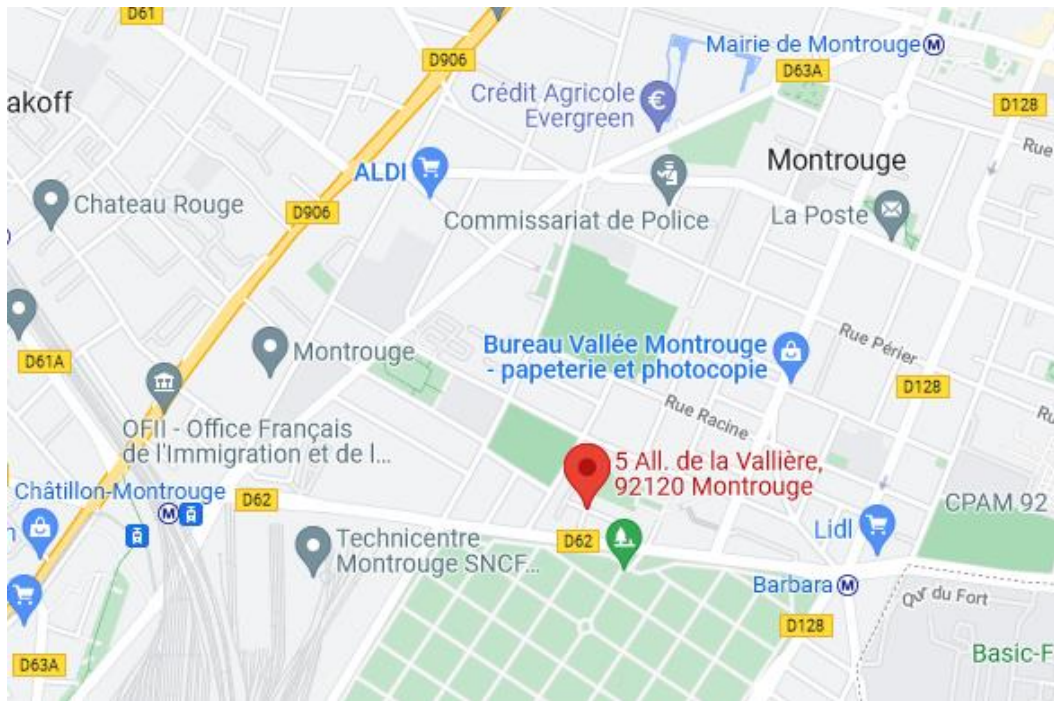 D61
D906
Mairie de Montrouge
D63A
akoff
Crédit Agricole
Evergreen
D128
Rue
Montrouge
ALDI
Chateau Rouge
D906
Commissariat de Police
La Poste
D61A
Montrouge
Bureau Vallée Montrouge
- papeterie et photocopie
Rue Périer
D128
Rue Racine
Ru
OFII - Office Français
de l'Immigration et de l...
5 All. de la Vallière,
92120 Montrouge
Châtillon-Montrouge
D62
CPAM 92
n
Technicentre
Montrouge SNCF...
D62
Lidl
Barbara
du Fort
D128
D63A
Basic-F